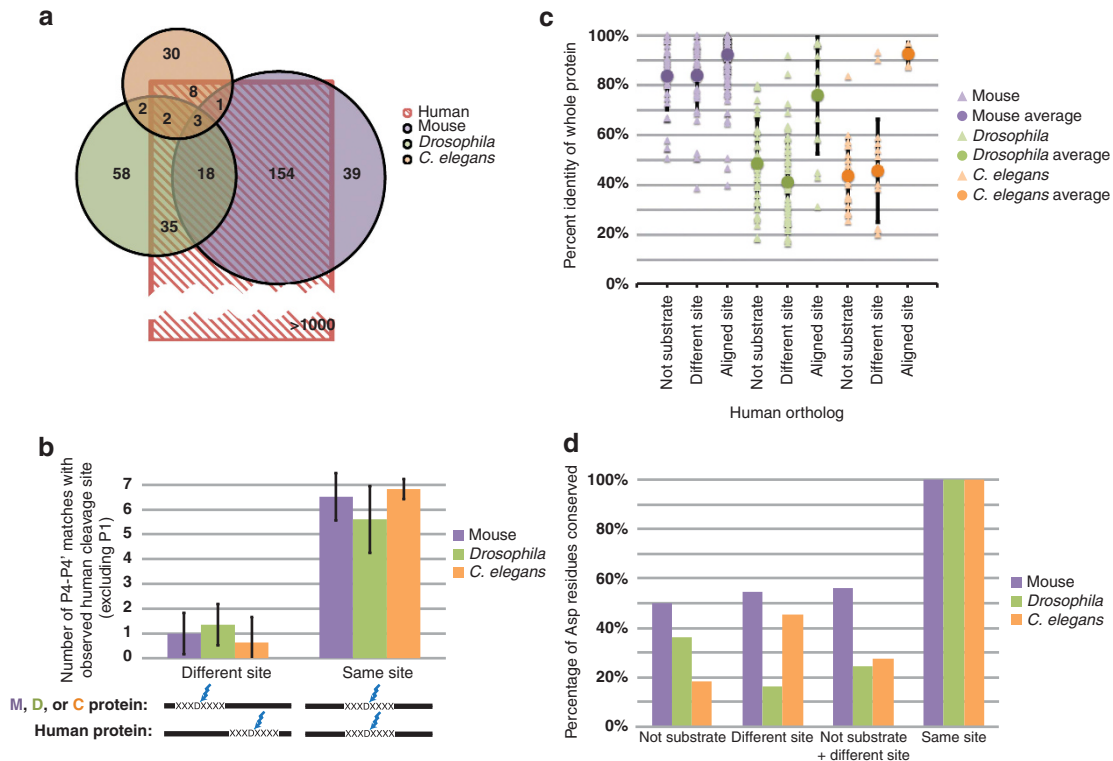 a
30
8
1
2
2
3
58
18
154
39
35
>1000
Human
Mouse
Drosophila
C. elegans
c
Percent identity of whole protein
100%
80%
60%
40%
20%
0%
Not substrate
Different site
Aligned site
Not substrate
Different site
Aligned site
Not substrate
Different site
Aligned site
Human ortholog
Mouse
Mouse average
Drosophila
Drosophila average
C. elegans
C. elegans average
b
Number of P4-P4' matches with
observed human cleavage site
(excluding P1)
7
6
5
4
3
2
1
0
Different site
Same site
Mouse
Drosophila
C. elegans
M, D, or C protein:
XXXDXXXX
XXXDXXXX
Human protein:
XXXDXXXX
XXXDXXXX
d
Percentage of Asp residues conserved
100%
80%
60%
40%
20%
0%
Not substrate
Different site
Not substrate
+ different site
Same site
Mouse
Drosophila
C. elegans